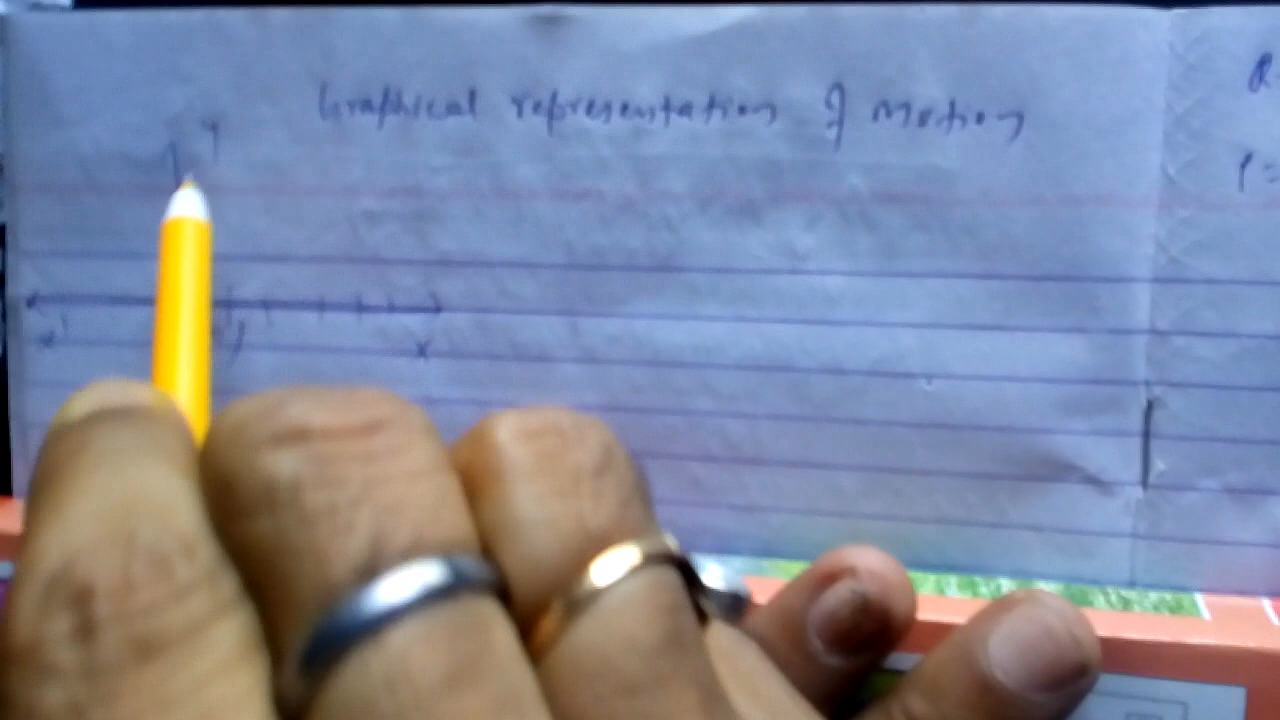 Graphical representation of motion
Y
X' X
R
P =